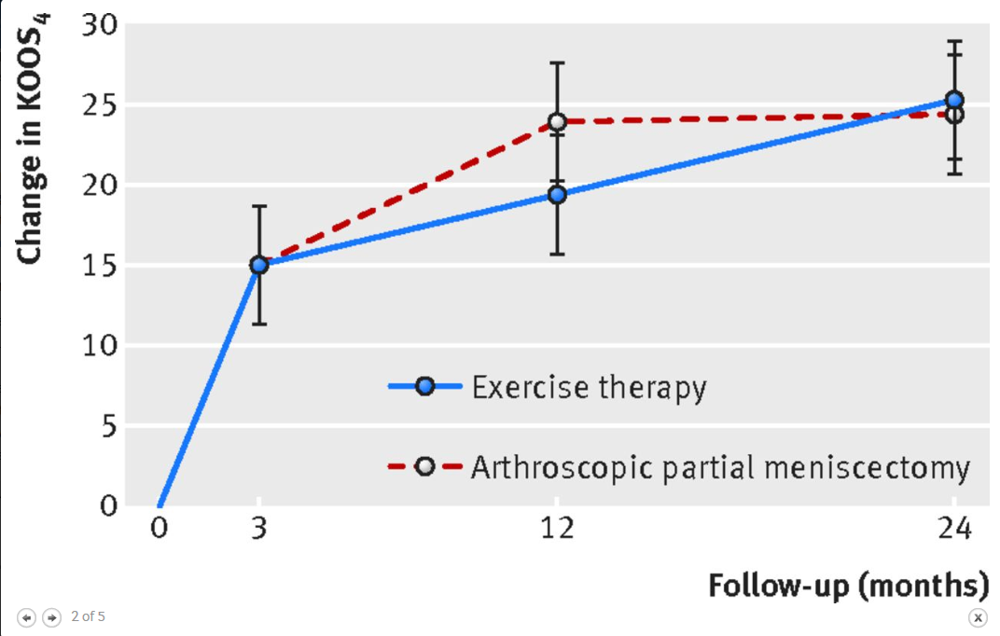 Change in KOOS₄
30
25
20
15
10
5
0
Exercise therapy
Arthroscopic partial meniscectomy
0 3 12 24
Follow-up (months)
2 of 5
x